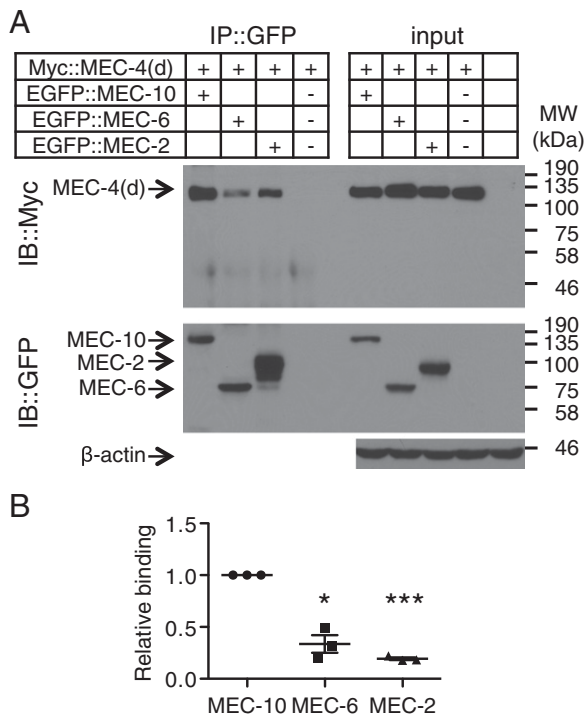 A
IP::GFP input
Myc::MEC-4(d) + + + + + + + +
EGFP::MEC-10 + - + -
EGFP::MEC-6 + - + -
EGFP::MEC-2 + - + -
MW
(kDa)
IB::Myc
MEC-4(d)
190
135
100
75
58
46
IB::GFP
MEC-10
MEC-2
MEC-6
190
135
100
75
58
β-actin
46
B
Relative binding
1.5
1.0
0.5
0.0
*
***
MEC-10 MEC-6 MEC-2